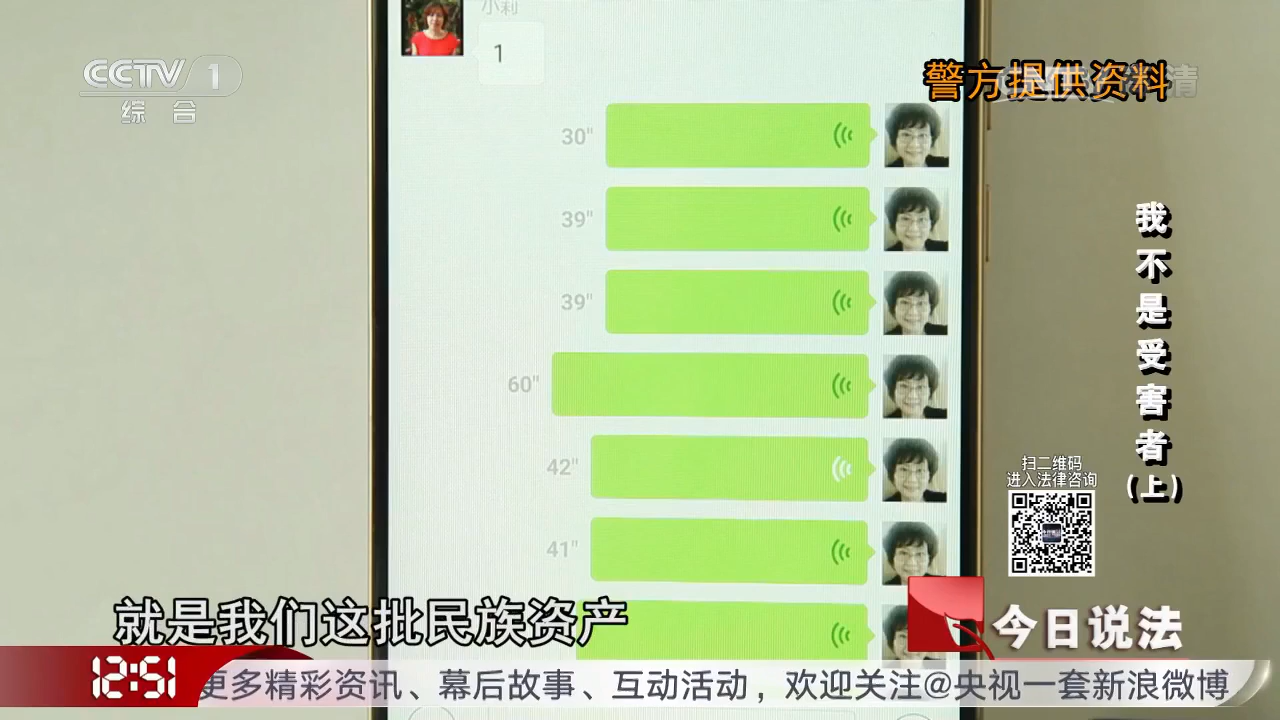 小利
1
CCTV 1
综合
警方提供资料
清
30"
39"
39"
60"
42"
41"
我不是受害者(上)
扫二维码
进入法律咨询
就是我们这批民族资产
今日说法
12:51
更多精彩资讯、幕后故事、互动活动，欢迎关注@央视一套新浪微博